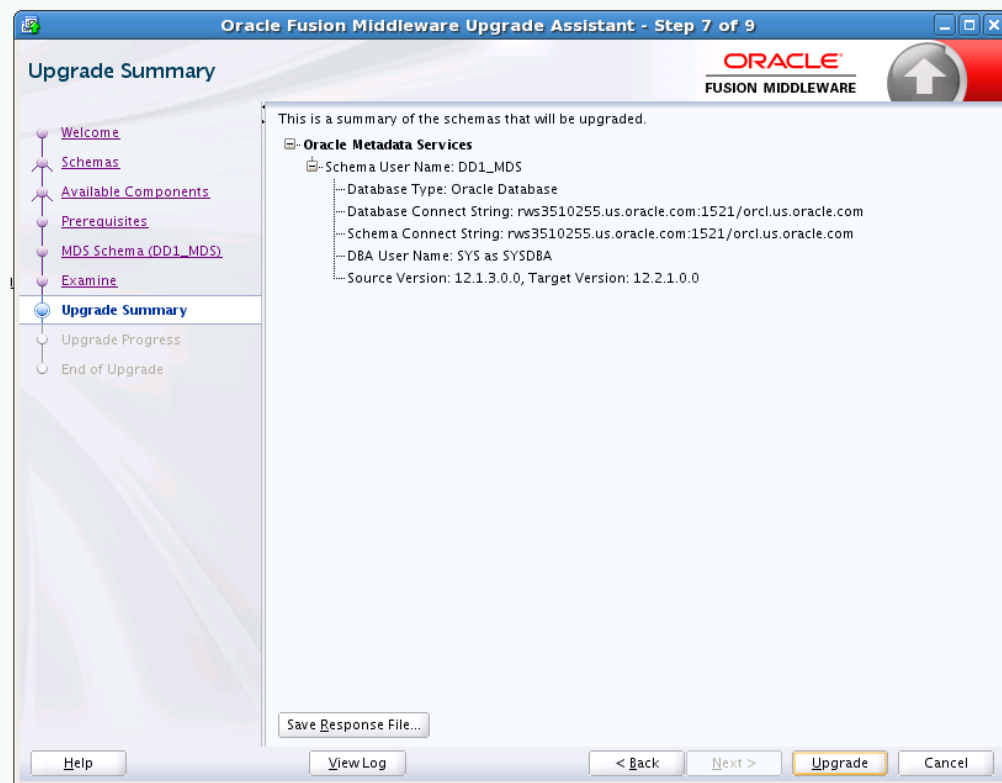 Oracle Fusion Middleware Upgrade Assistant - Step 7 of 9
Upgrade Summary
ORACLE
FUSION MIDDLEWARE
Welcome
Schemas
Available Components
Prerequisites
MDS Schema (DD1_MDS)
Examine
Upgrade Summary
Upgrade Progress
End of Upgrade
This is a summary of the schemas that will be upgraded.
Oracle Metadata Services
Schema User Name: DD1_MDS
Database Type: Oracle Database
Database Connect String: rws3510255.us.oracle.com:1521/orcl.us.oracle.com
Schema Connect String: rws3510255.us.oracle.com:1521/orcl.us.oracle.com
DBA User Name: SYS as SYSDBA
Source Version: 12.1.3.0.0, Target Version: 12.2.1.0.0
Save Response File...
Help View Log < Back Next > Upgrade Cancel